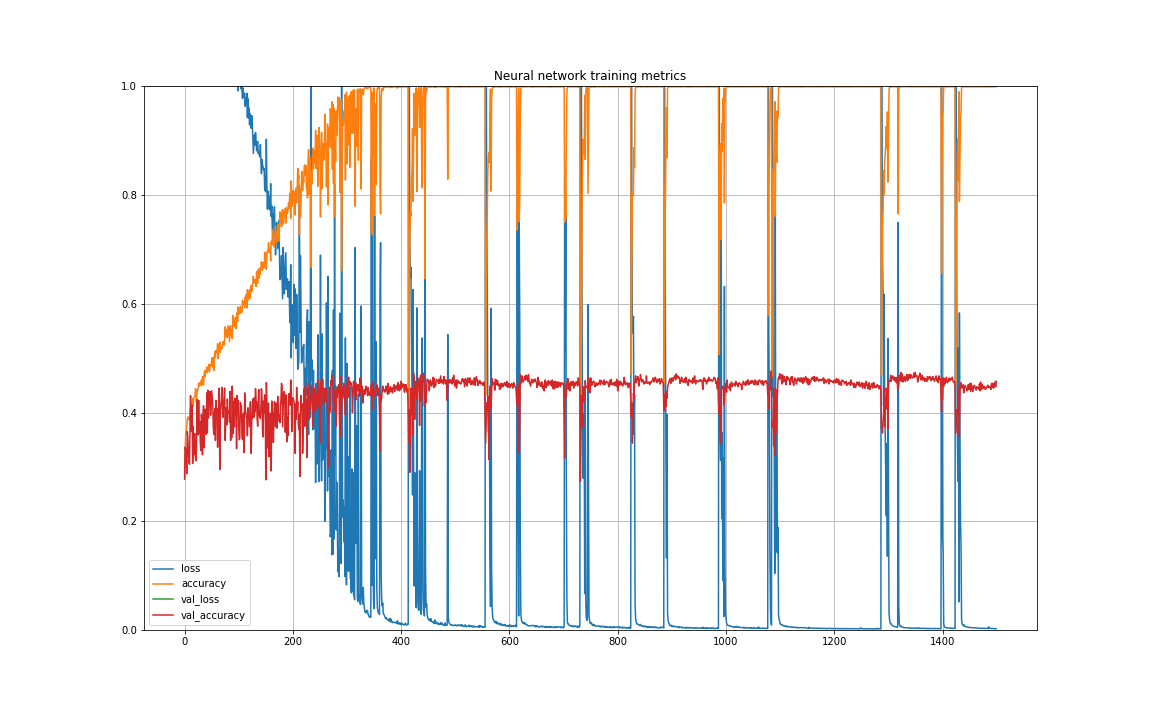 Neural network training metrics
1.0
0.8
0.6
0.4
0.2
0.0
loss
accuracy
val_loss
val_accuracy
0 200 400 600 800 1000 1200 1400